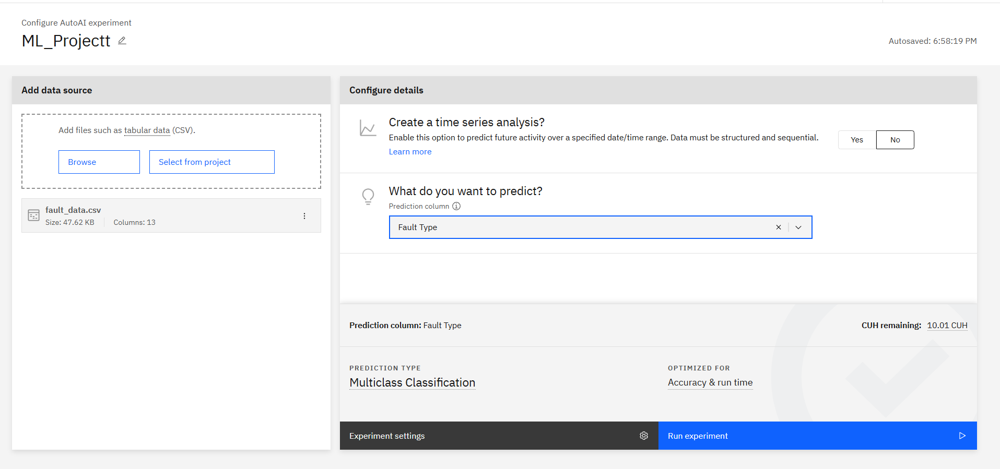 Configure AutoAI experiment
ML_Projectt
Autosaved: 6:58:19 PM
Add data source
Add files such as tabular data (CSV).
Browse
Select from project
fault_data.csv
Size: 47.62 KB
Columns: 13
Configure details
Create a time series analysis?
Enable this option to predict future activity over a specified date/time range. Data must be structured and sequential.
Learn more
Yes
No
What do you want to predict?
Prediction column
Fault Type
Prediction column: Fault Type
CUH remaining: 10.01 CUH
PREDICTION TYPE
Multiclass Classification
OPTIMIZED FOR
Accuracy & run time
Experiment settings
Run experiment